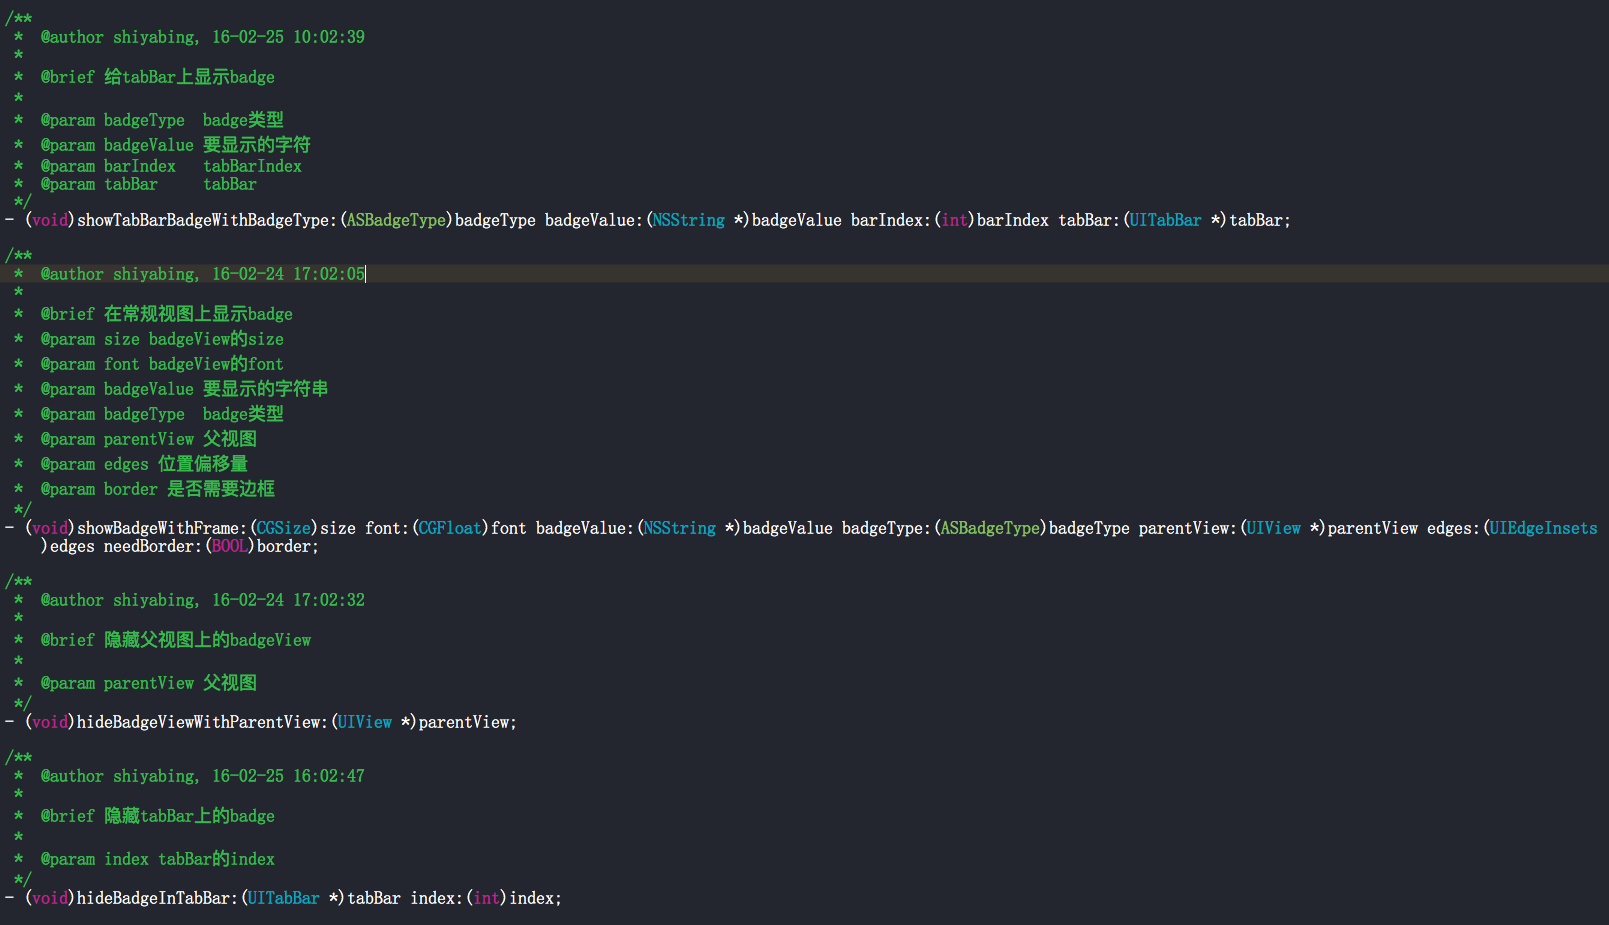 /**
 *  @author shiyabing, 16-02-25 10:02:39
 *
 *  @brief 给tabBar上显示badge
 *
 *  @param badgeType  badge类型
 *  @param badgeValue 要显示的字符
 *  @param barIndex   tabBarIndex
 *  @param tabBar     tabBar
 */
- (void)showTabBarBadgeWithBadgeType:(ASBadgeType)badgeType badgeValue:(NSString *)badgeValue barIndex:(int)barIndex tabBar:(UITabBar *)tabBar;
/**
 *  @author shiyabing, 16-02-24 17:02:05
 *
 *  @brief 在常规视图上显示badge
 *  @param size badgeView的size
 *  @param font badgeView的font
 *  @param badgeValue 要显示的字符串
 *  @param badgeType  badge类型
 *  @param parentView 父视图
 *  @param edges 位置偏移量
 *  @param border 是否需要边框
 */
- (void)showBadgeWithFrame:(CGSize)size font:(CGFloat)font badgeValue:(NSString *)badgeValue badgeType:(ASBadgeType)badgeType parentView:(UIView *)parentView edges:(UIEdgeInsets
    )edges needBorder:(BOOL)border;
/**
 *  @author shiyabing, 16-02-24 17:02:32
 *
 *  @brief 隐藏父视图上的badgeView
 *
 *  @param parentView 父视图
 */
- (void)hideBadgeViewWithParentView:(UIView *)parentView;
/**
 *  @author shiyabing, 16-02-25 16:02:47
 *
 *  @brief 隐藏tabBar上的badge
 *
 *  @param index tabBar的index
 */
- (void)hideBadgeInTabBar:(UITabBar *)tabBar index:(int)index;